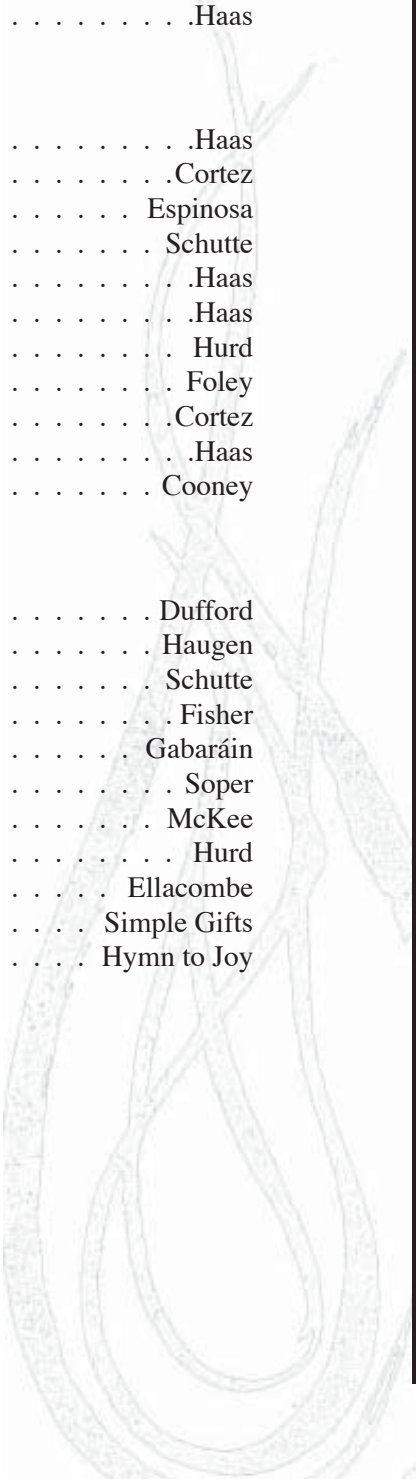 . . . . . . . . .Haas
. . . . . . . . .Haas
. . . . . . . .Cortez
. . . . . . Espinosa
. . . . . . . Schutte
. . . . . . . . .Haas
. . . . . . . . .Haas
. . . . . . . . Hurd
. . . . . . . . Foley
. . . . . . . .Cortez
. . . . . . . . .Haas
. . . . . . . Cooney
. . . . . . . Dufford
. . . . . . . Haugen
. . . . . . . Schutte
. . . . . . . . Fisher
. . . . . . Gabaráin
. . . . . . . . Soper
. . . . . . . McKee
. . . . . . . . Hurd
. . . . . Ellacombe
. . . . Simple Gifts
. . . . Hymn to Joy